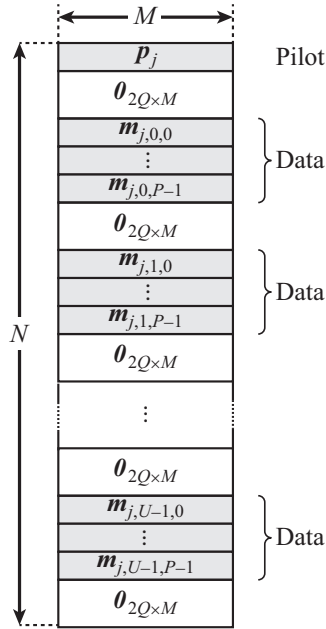 M
p_j Pilot
0_{2Q×M}
m_{j,0,0}
⋮ Data
m_{j,0,P−1}
0_{2Q×M}
m_{j,1,0}
⋮ Data
m_{j,1,P−1}
N
0_{2Q×M}
⋮
0_{2Q×M}
m_{j,U−1,0}
⋮ Data
m_{j,U−1,P−1}
0_{2Q×M}